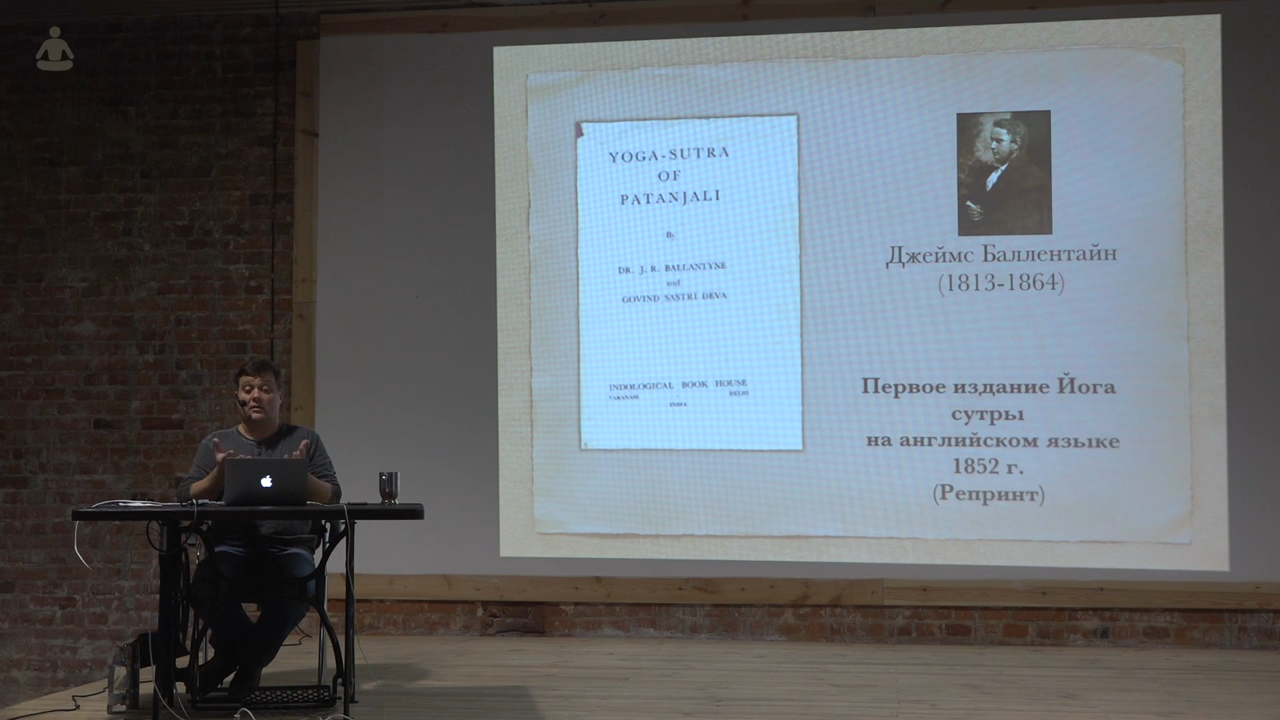 YOGA-SUTRA
OF
PATANJALI
By
DR. J. R. BALLANTYNE
and
GOVIND SASTRI DEVA
INDOLOGICAL BOOK HOUSE
VARANASI DELHI
INDIA
Джеймс Баллентайн
(1813-1864)
Первое издание Йога
сутры
на английском языке
1852 г.
(Репринт)